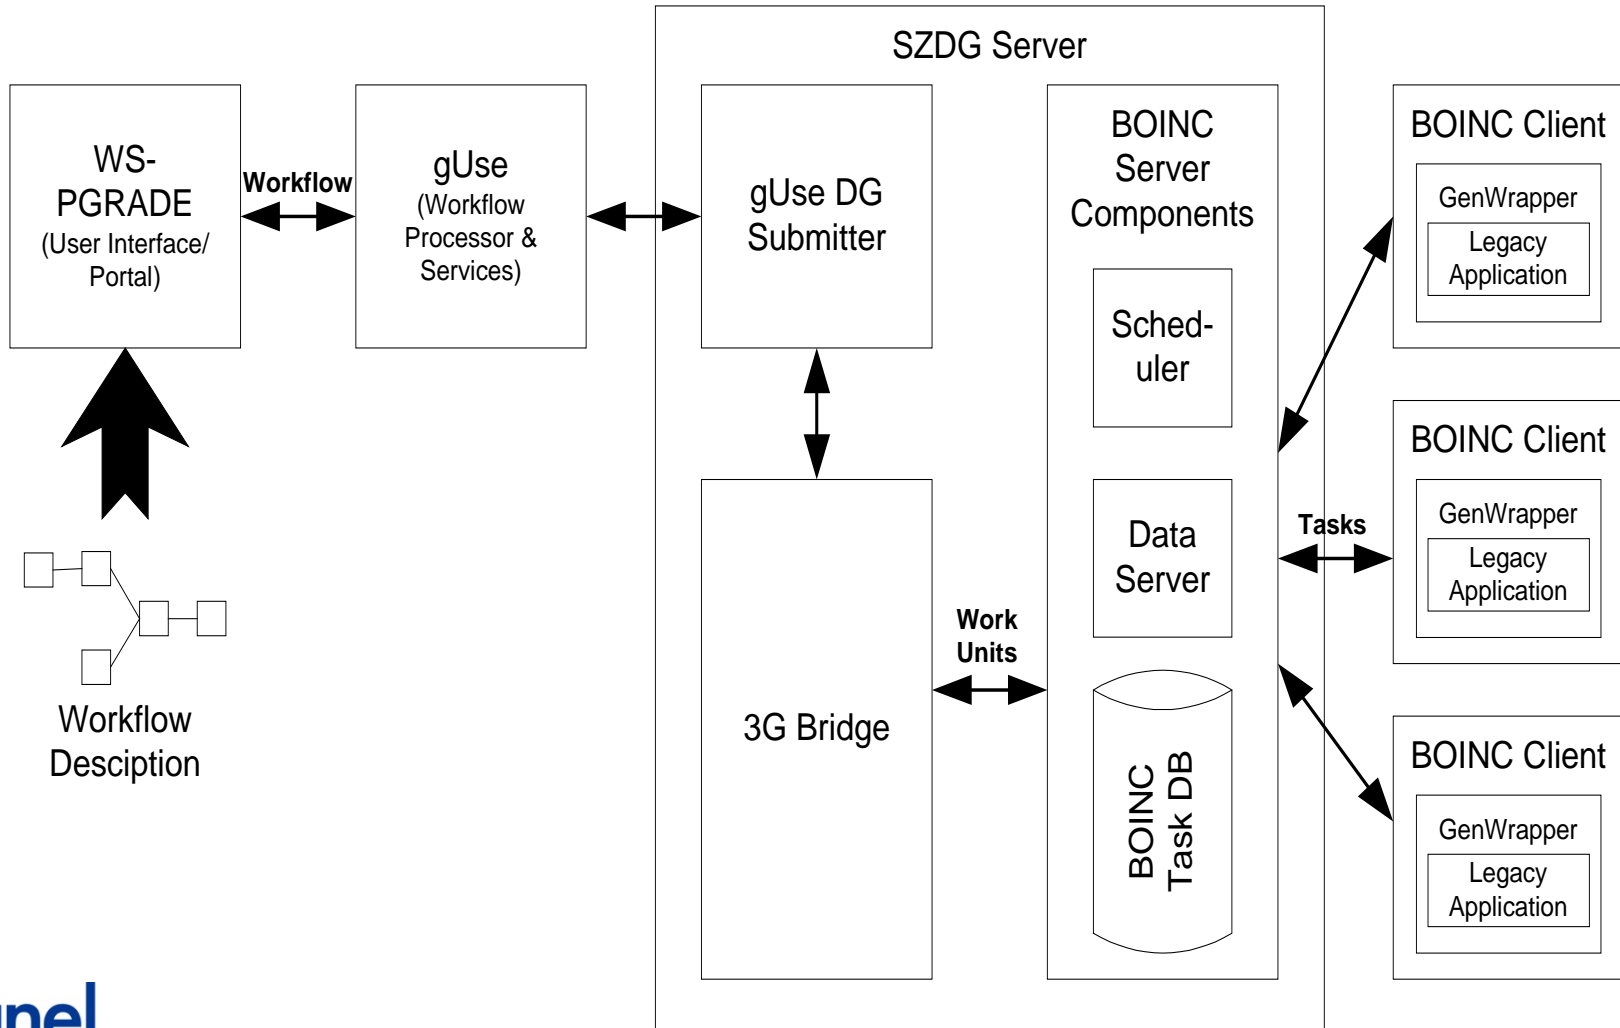 SZDG Server
WS-
PGRADE
(User Interface/
Portal)
Workflow
gUse
(Workflow
Processor &
Services)
gUse DG
Submitter
BOINC
Server
Components
Sched-
uler
Data
Server
BOINC
Task DB
3G Bridge
Work
Units
Tasks
BOINC Client
GenWrapper
Legacy
Application
BOINC Client
GenWrapper
Legacy
Application
BOINC Client
GenWrapper
Legacy
Application
Workflow
Desciption